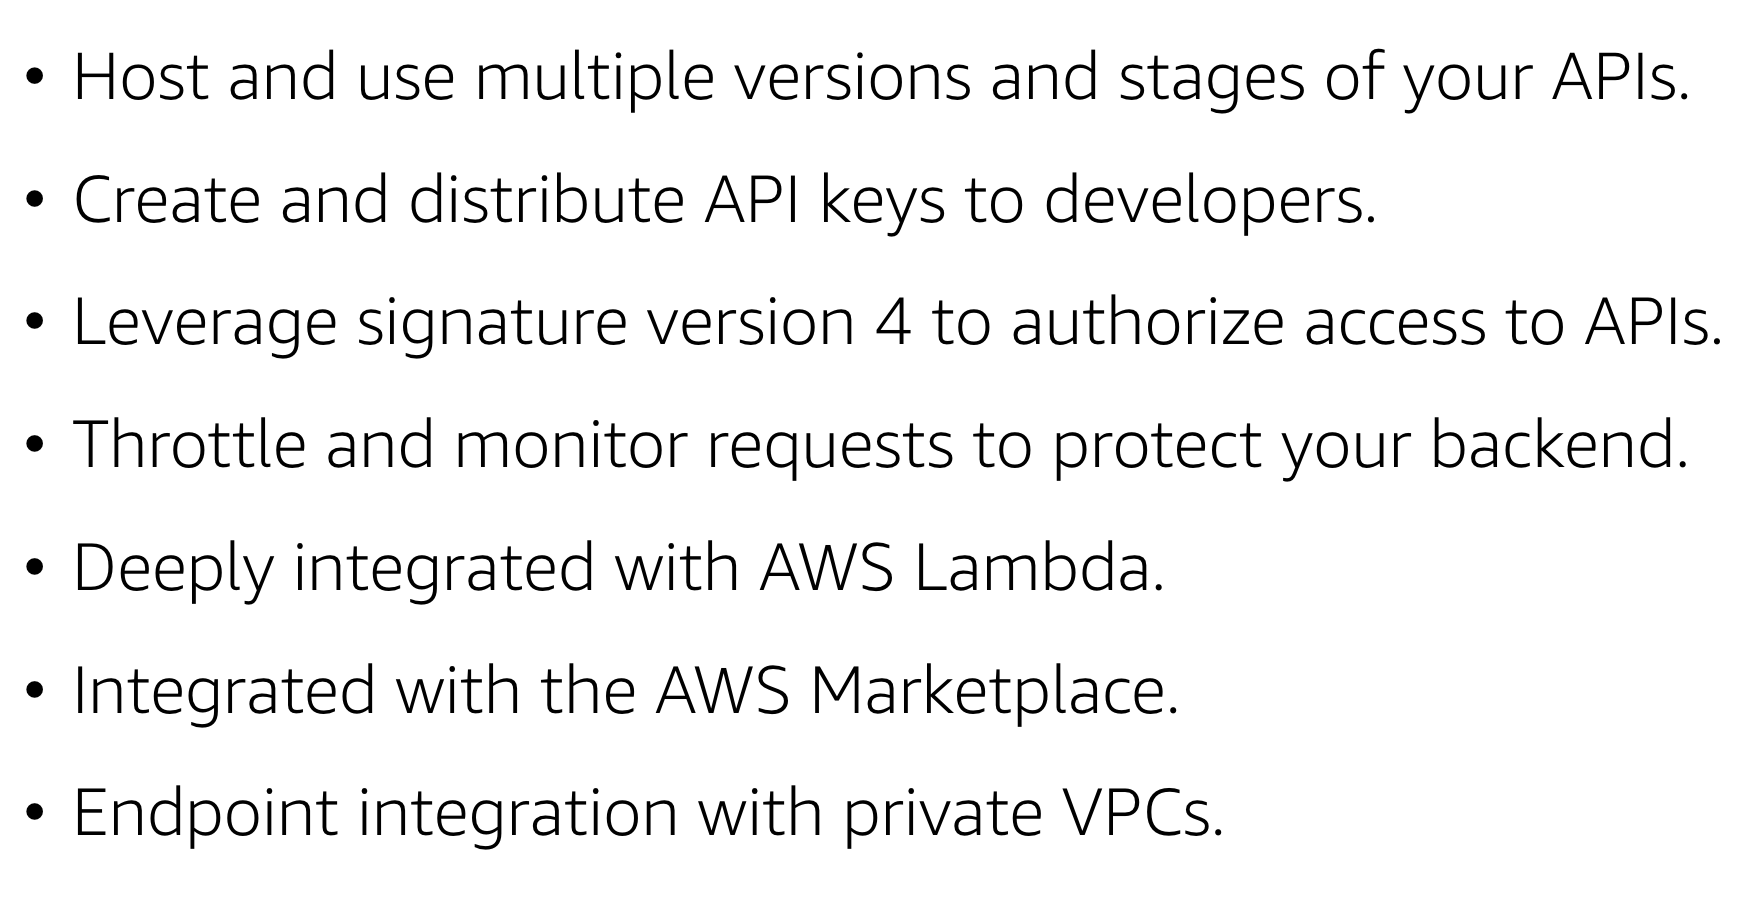 • Host and use multiple versions and stages of your APIs.
• Create and distribute API keys to developers.
• Leverage signature version 4 to authorize access to APIs.
• Throttle and monitor requests to protect your backend.
• Deeply integrated with AWS Lambda.
• Integrated with the AWS Marketplace.
• Endpoint integration with private VPCs.